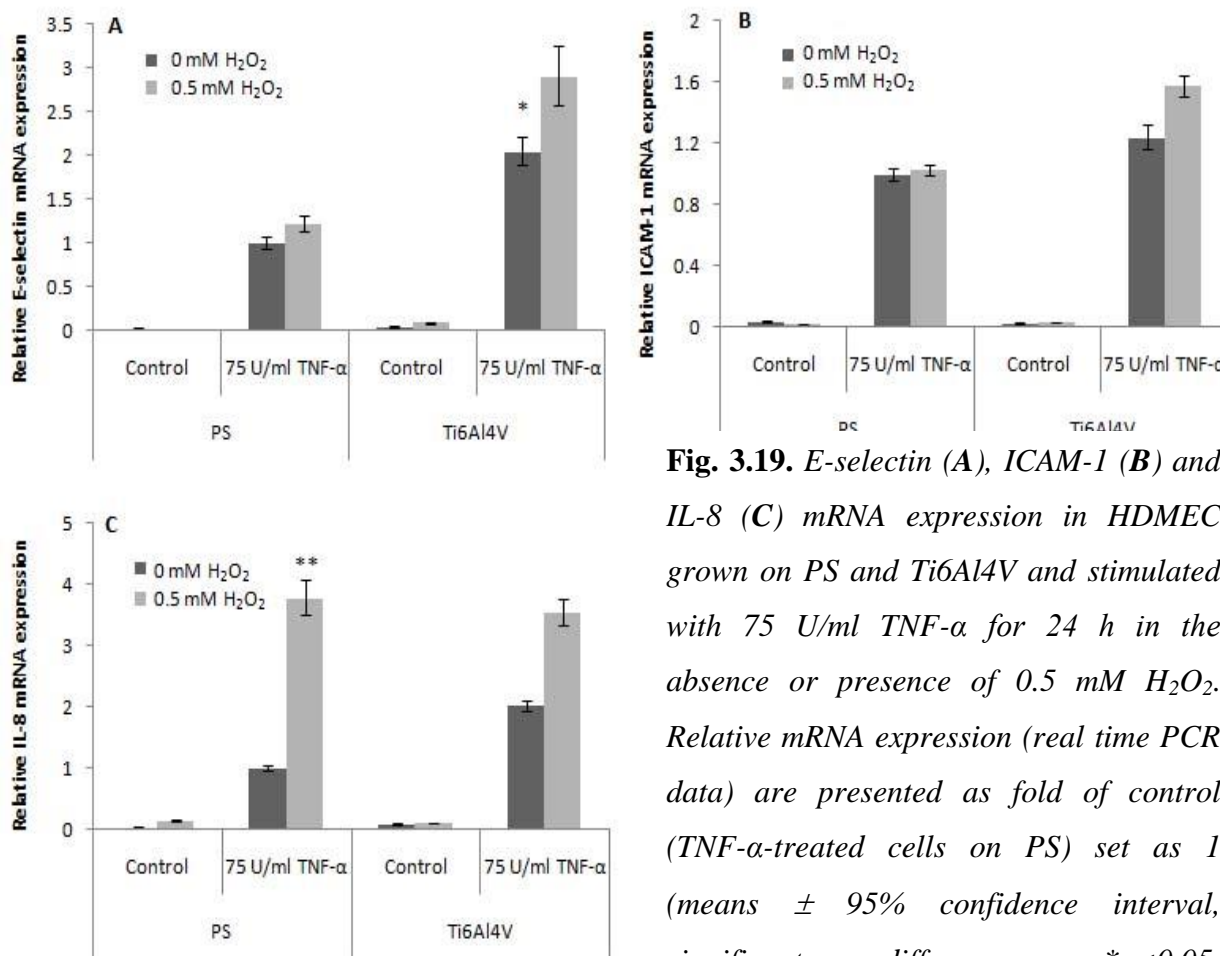 A
Relative E-selectin mRNA expression
3.5
3
2.5
2
1.5
1
0.5
0
0 mM H₂O₂
0.5 mM H₂O₂
*
Control
75 U/ml TNF-α
Control
75 U/ml TNF-α
PS
Ti6Al4V
B
Relative ICAM-1 mRNA expression
2
1.6
1.2
0.8
0.4
0
0 mM H₂O₂
0.5 mM H₂O₂
Control
75 U/ml TNF-α
Control
75 U/ml TNF-α
PS
Ti6Al4V
C
Relative IL-8 mRNA expression
5
4
3
2
1
0
0 mM H₂O₂
0.5 mM H₂O₂
**
Control
75 U/ml TNF-α
Control
75 U/ml TNF-α
PS
Ti6Al4V
Fig. 3.19. E-selectin (A), ICAM-1 (B) and
IL-8 (C) mRNA expression in HDMEC
grown on PS and Ti6Al4V and stimulated
with 75 U/ml TNF-α for 24 h in the
absence or presence of 0.5 mM H₂O₂.
Relative mRNA expression (real time PCR
data) are presented as fold of control
(TNF-α-treated cells on PS) set as 1
(means ± 95% confidence interval,